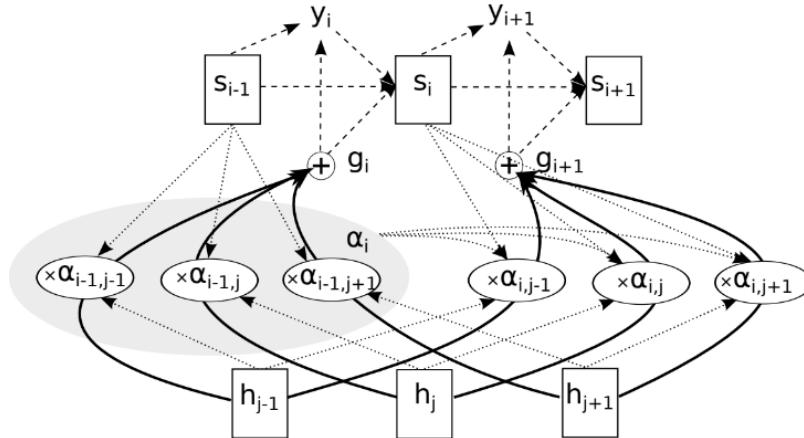 y_i y_{i+1}
s_{i-1} s_i s_{i+1}
+ g_i + g_{i+1}
α_i
×α_{i-1,j-1} ×α_{i-1,j} ×α_{i-1,j+1} ×α_{i,j-1} ×α_{i,j} ×α_{i,j+1}
h_{j-1} h_j h_{j+1}